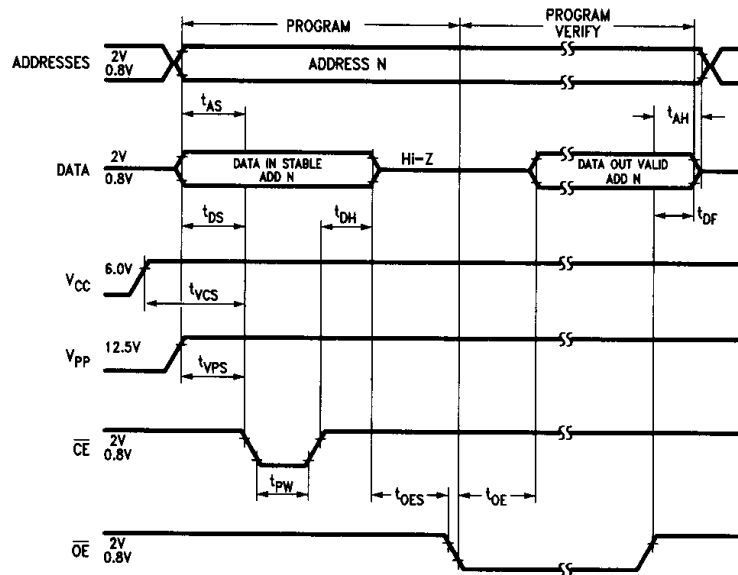 PROGRAM
PROGRAM
VERIFY
ADDRESSES
2V
0.8V
ADDRESS N
tAS
tAH
DATA
2V
0.8V
DATA IN STABLE
ADD N
Hi-Z
DATA OUT VALID
ADD N
tDS
tDH
tDF
VCC
6.0V
tVCS
VPP
12.5V
tVPS
CE
2V
0.8V
tPW
tOES
tOE
OE
2V
0.8V